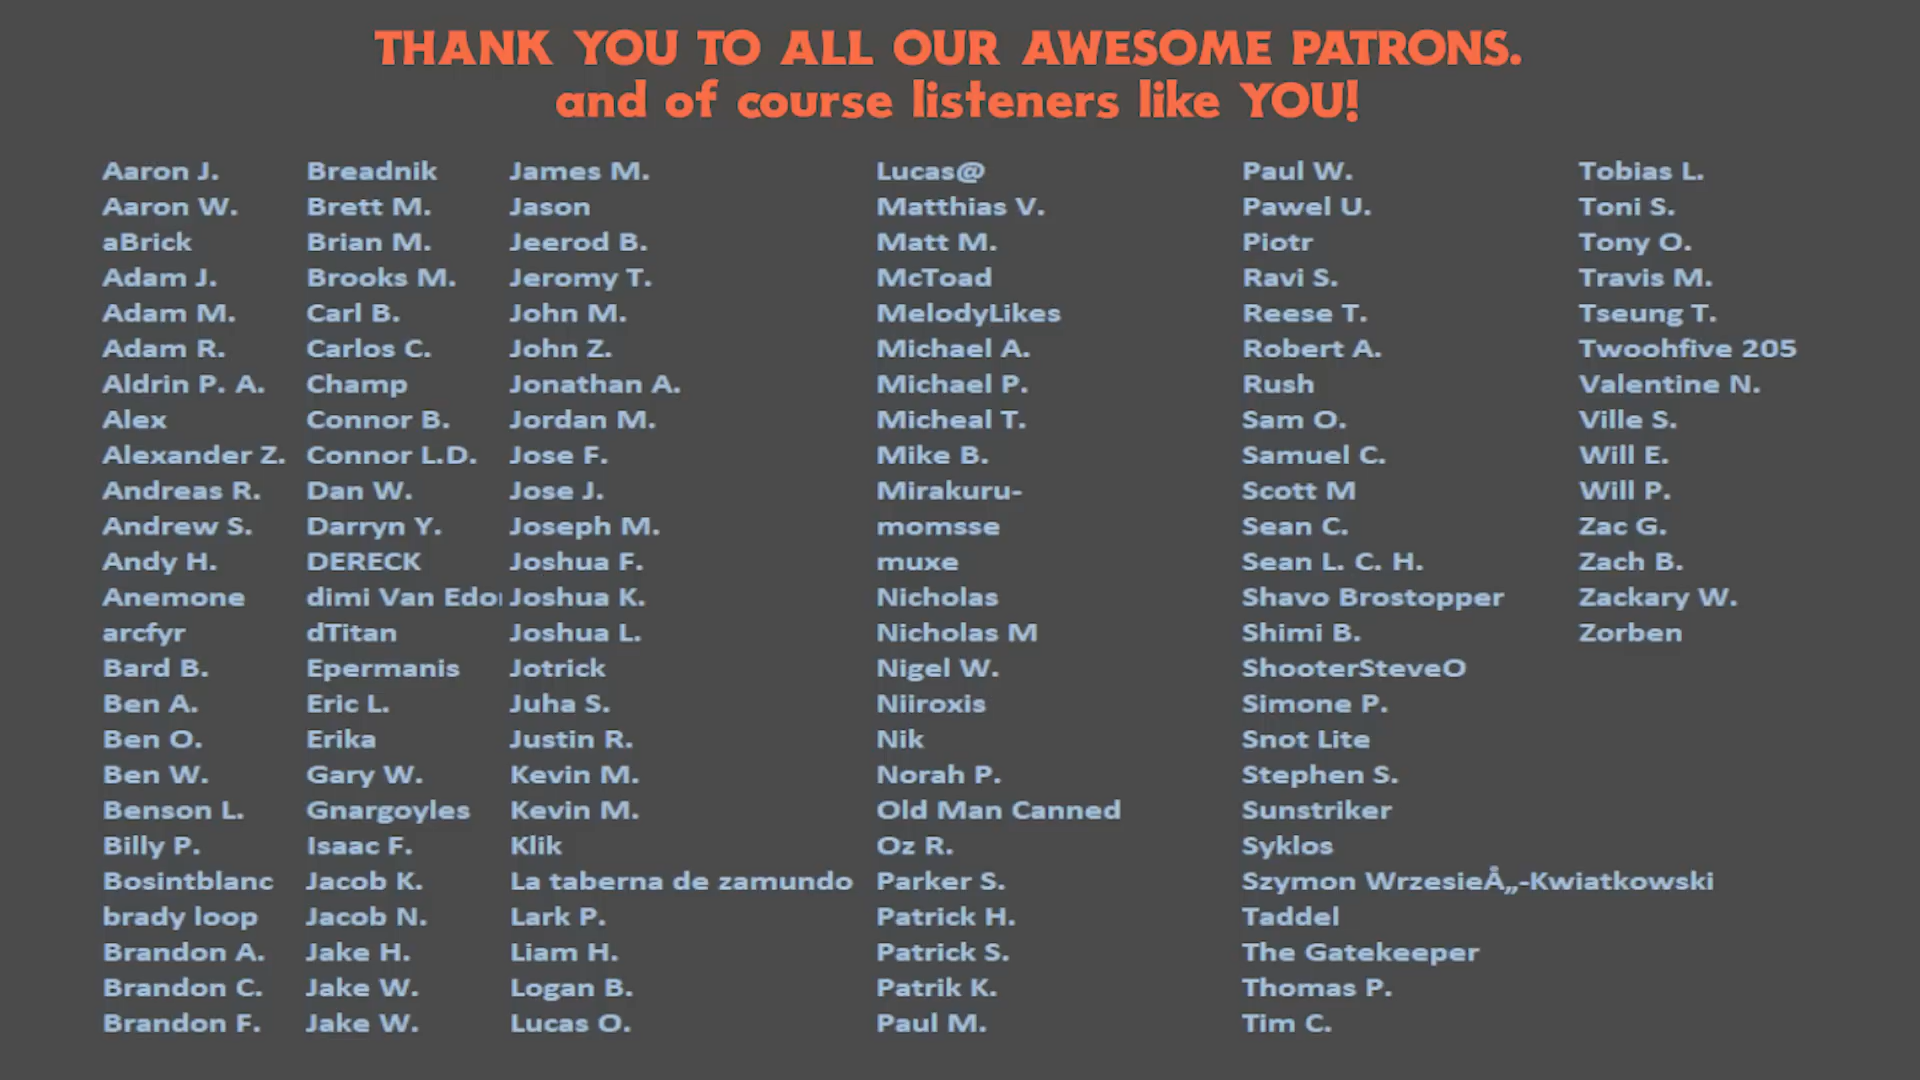 THANK YOU TO ALL OUR AWESOME PATRONS.
and of course listeners like YOU!
Aaron J.
Aaron W.
aBrick
Adam J.
Adam M.
Adam R.
Aldrin P. A.
Alex
Alexander Z.
Andreas R.
Andrew S.
Andy H.
Anemone
arcfyr
Bard B.
Ben A.
Ben O.
Ben W.
Benson L.
Billy P.
Bosintblanc
brady loop
Brandon A.
Brandon C.
Brandon F.
Breadnik
Brett M.
Brian M.
Brooks M.
Carl B.
Carlos C.
Champ
Connor B.
Connor L.D.
Dan W.
Darryn Y.
DERECK
dimi Van Edo
dTitan
Epermanis
Eric L.
Erika
Gary W.
Gnargoyles
Isaac F.
Jacob K.
Jacob N.
Jake H.
Jake W.
Jake W.
James M.
Jason
Jeerod B.
Jeromy T.
John M.
John Z.
Jonathan A.
Jordan M.
Jose F.
Jose J.
Joseph M.
Joshua F.
Joshua K.
Joshua L.
Jotrick
Juha S.
Justin R.
Kevin M.
Kevin M.
Klik
La taberna de zamundo
Lark P.
Liam H.
Logan B.
Lucas O.
Lucas@
Matthias V.
Matt M.
McToad
MelodyLikes
Michael A.
Michael P.
Micheal T.
Mike B.
Mirakuru-
momsse
muxe
Nicholas
Nicholas M
Nigel W.
Niiroxis
Nik
Norah P.
Old Man Canned
Oz R.
Parker S.
Patrick H.
Patrick S.
Patrik K.
Paul M.
Paul W.
Pawel U.
Piotr
Ravi S.
Reese T.
Robert A.
Rush
Sam O.
Samuel C.
Scott M
Sean C.
Sean L. C. H.
Shavo Brostopper
Shimi B.
ShooterSteveO
Simone P.
Snot Lite
Stephen S.
Sunstriker
Syklos
Szymon WrzesieÅ„-Kwiatkowski
Taddel
The Gatekeeper
Thomas P.
Tim C.
Tobias L.
Toni S.
Tony O.
Travis M.
Tseung T.
Twoohfive 205
Valentine N.
Ville S.
Will E.
Will P.
Zac G.
Zach B.
Zackary W.
Zorben